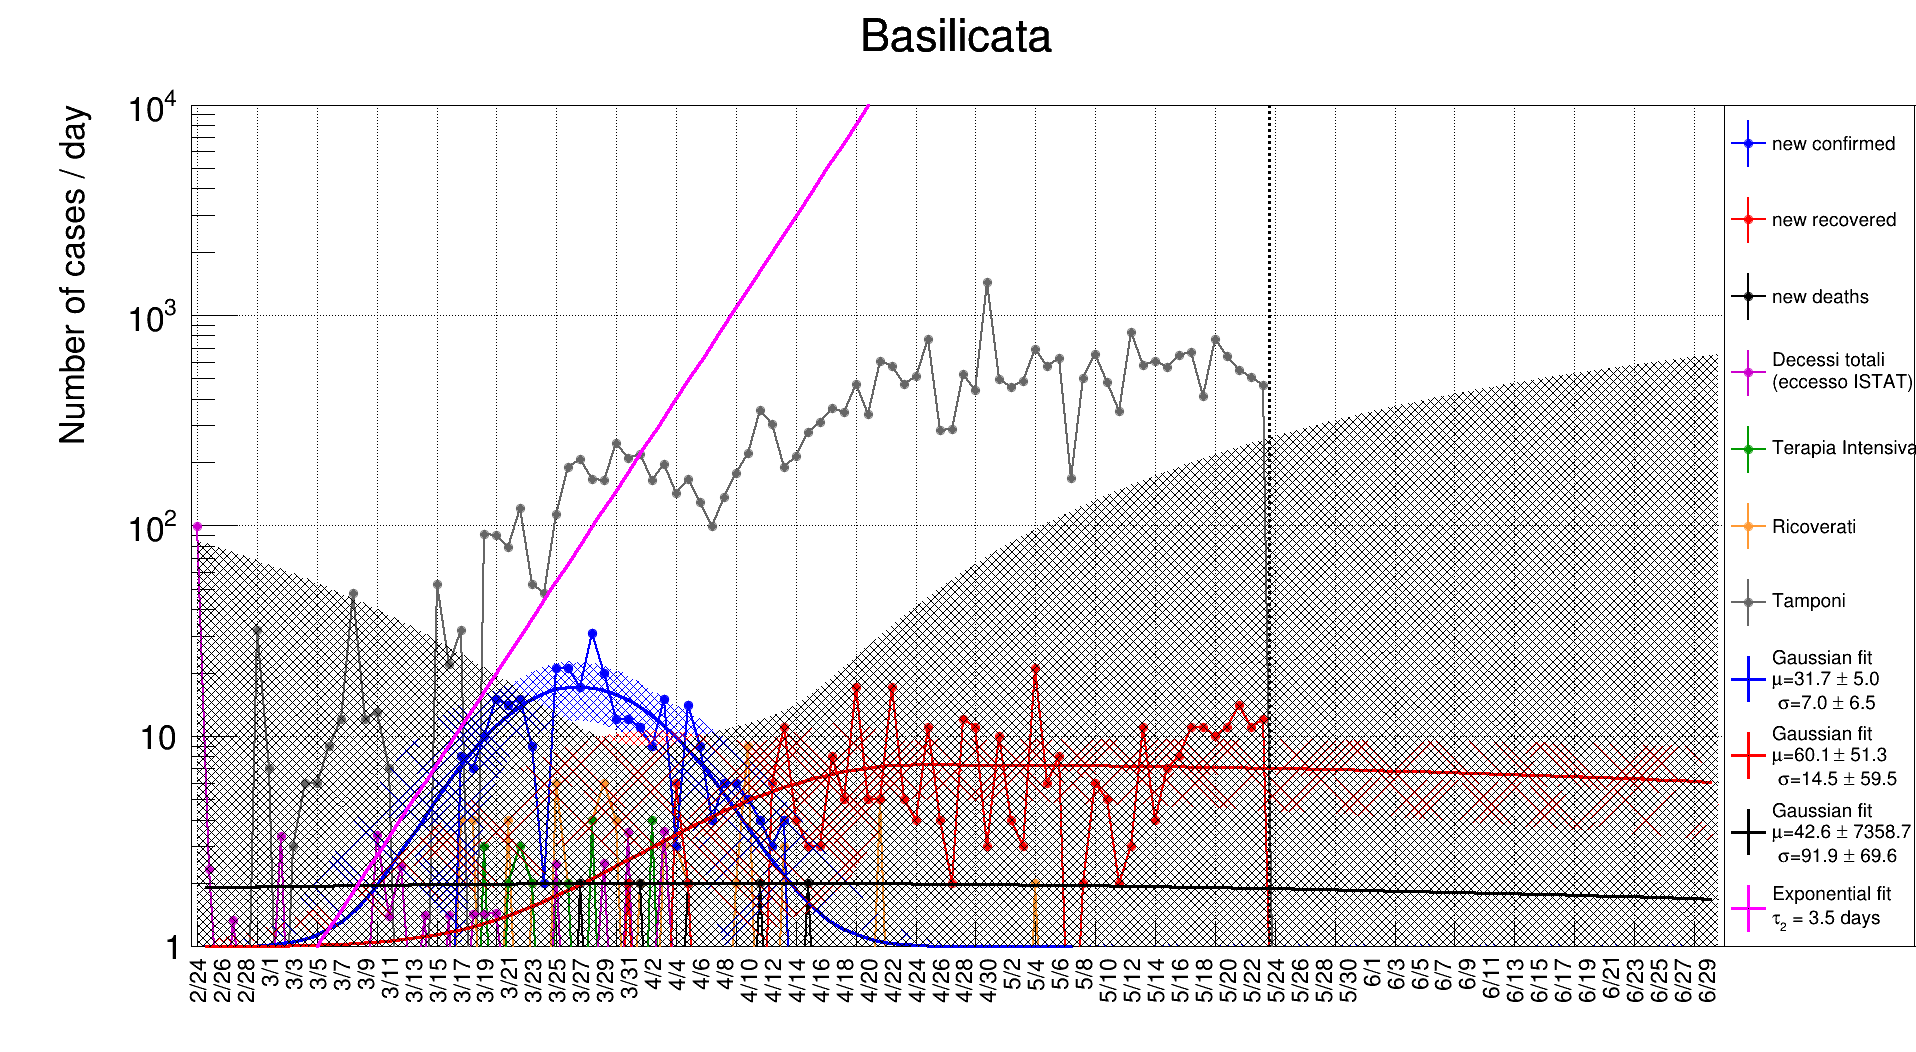 Basilicata
Number of cases / day
10^4
10^3
10^2
10
1
2/24 2/26 2/28 3/1 3/3 3/5 3/7 3/9 3/11 3/13 3/15 3/17 3/19 3/21 3/23 3/25 3/27 3/29 3/31 4/2 4/4 4/6 4/8 4/10 4/12 4/14 4/16 4/18 4/20 4/22 4/24 4/26 4/28 4/30 5/2 5/4 5/6 5/8 5/10 5/12 5/14 5/16 5/18 5/20 5/22 5/24 5/26 5/28 5/30 6/1 6/3 6/5 6/7 6/9 6/11 6/13 6/15 6/17 6/19 6/21 6/23 6/25 6/27 6/29
new confirmed
new recovered
new deaths
Decessi totali
(eccesso ISTAT)
Terapia Intensiva
Ricoverati
Tamponi
Gaussian fit
μ=31.7 ± 5.0
σ=7.0 ± 6.5
Gaussian fit
μ=60.1 ± 51.3
σ=14.5 ± 59.5
Gaussian fit
μ=42.6 ± 7358.7
σ=91.9 ± 69.6
Exponential fit
τ₂ = 3.5 days